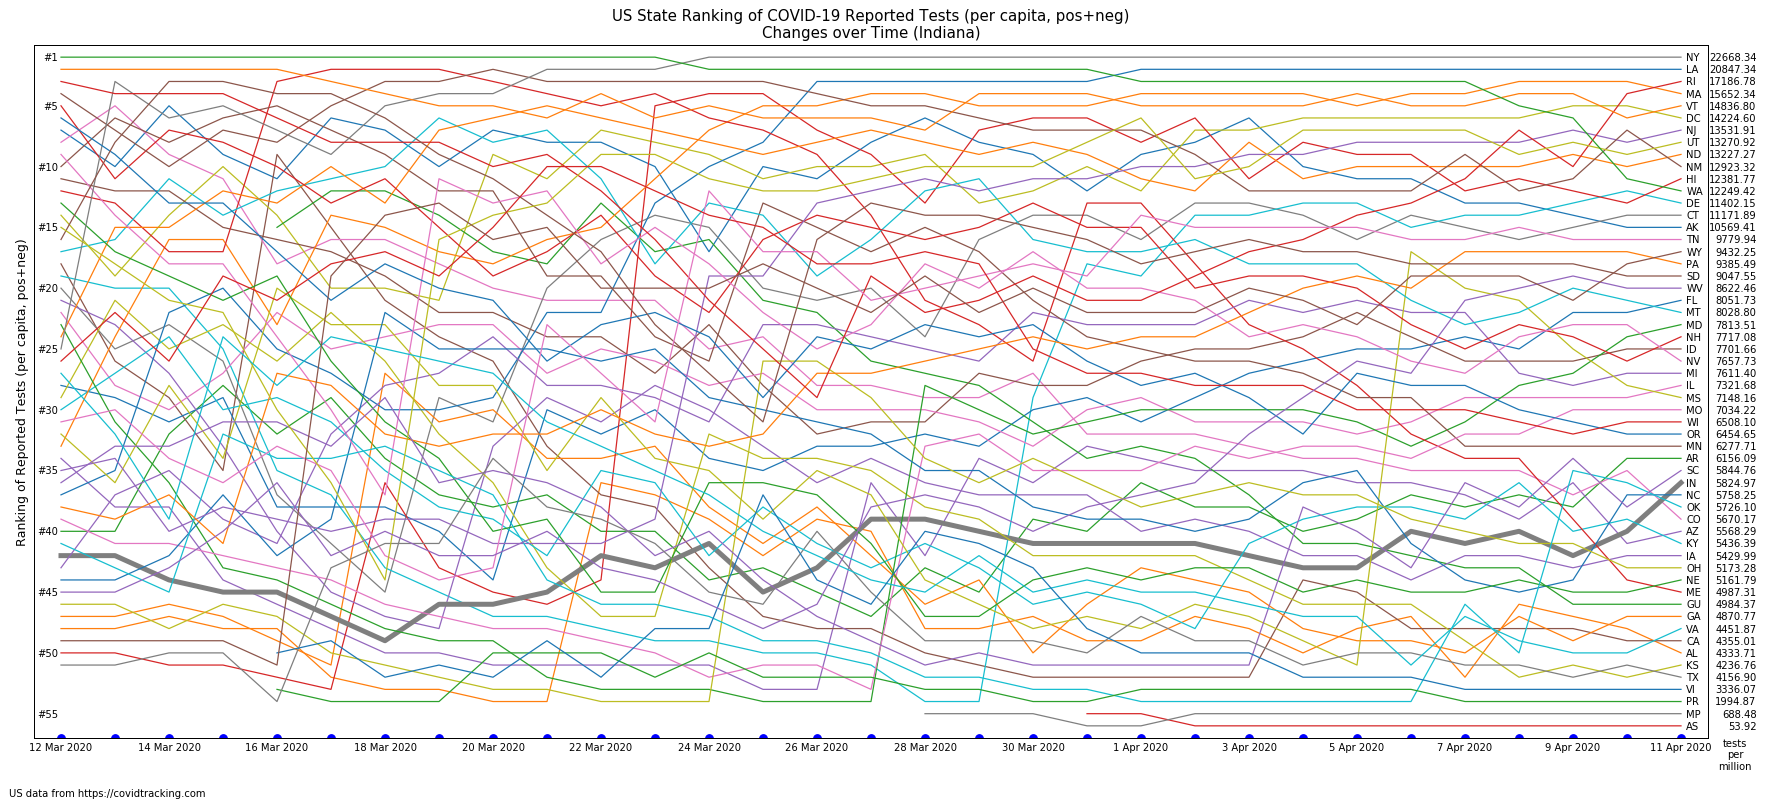 US State Ranking of COVID-19 Reported Tests (per capita, pos+neg)
Changes over Time (Indiana)
Ranking of Reported Tests (per capita, pos+neg)
#1
#5
#10
#15
#20
#25
#30
#35
#40
#45
#50
#55
NY 22668.34
LA 20847.34
RI 17186.78
MA 15652.34
VT 14836.80
DC 14224.60
NJ 13531.91
UT 13270.92
ND 13227.27
NM 12923.32
HI 12381.77
WA 12249.42
DE 11402.15
CT 11171.89
AK 10569.41
TN 9779.94
WY 9432.25
PA 9385.49
SD 9047.55
WV 8622.46
FL 8051.73
MT 8028.80
MD 7813.51
NH 7717.08
ID 7701.66
NV 7657.73
MI 7611.40
IL 7321.68
MS 7148.16
MO 7034.22
WI 6508.10
OR 6454.65
MN 6277.71
AR 6156.09
SC 5844.76
IN 5824.97
NC 5758.25
OK 5726.10
CO 5670.17
AZ 5568.29
KY 5436.39
IA 5429.99
OH 5173.28
NE 5161.79
ME 4987.31
GU 4984.37
GA 4870.77
VA 4451.87
CA 4355.01
AL 4333.71
KS 4236.76
TX 4156.90
VI 3336.07
PR 1994.87
MP 688.48
AS 53.92
12 Mar 2020 14 Mar 2020 16 Mar 2020 18 Mar 2020 20 Mar 2020 22 Mar 2020 24 Mar 2020 26 Mar 2020 28 Mar 2020 30 Mar 2020 1 Apr 2020 3 Apr 2020 5 Apr 2020 7 Apr 2020 9 Apr 2020 11 Apr 2020
tests
per
million
US data from https://covidtracking.com